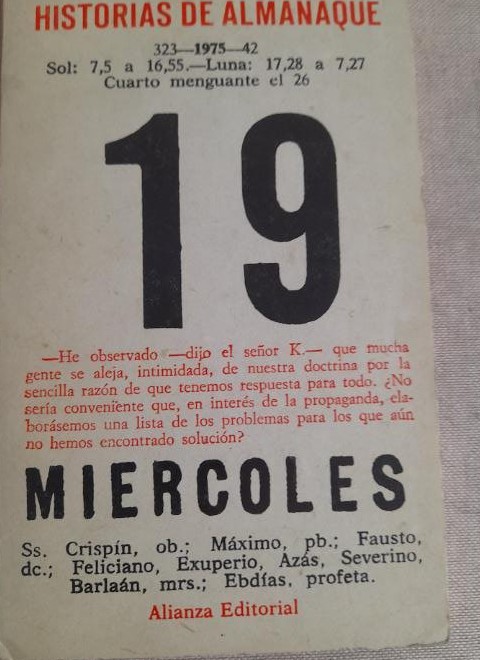 HISTORIAS DE ALMANAQUE
323—1975—42
Sol: 7,5 a 16,55.—Luna: 17,28 a 7,27
Cuarto menguante el 26
19
—He observado —dijo el señor K.— que mucha
gente se aleja, intimidada, de nuestra doctrina por la
sencilla razón de que tenemos respuesta para todo. ¿No
sería conveniente que, en interés de la propaganda, ela-
borásemos una lista de los problemas para los que aún
no hemos encontrado solución?
MIERCOLES
Ss. Crispín, ob.; Máximo, pb.; Fausto,
dc.; Feliciano, Exuperio, Azás, Severino,
Barlaán, mrs.; Ebdías, profeta.
Alianza Editorial